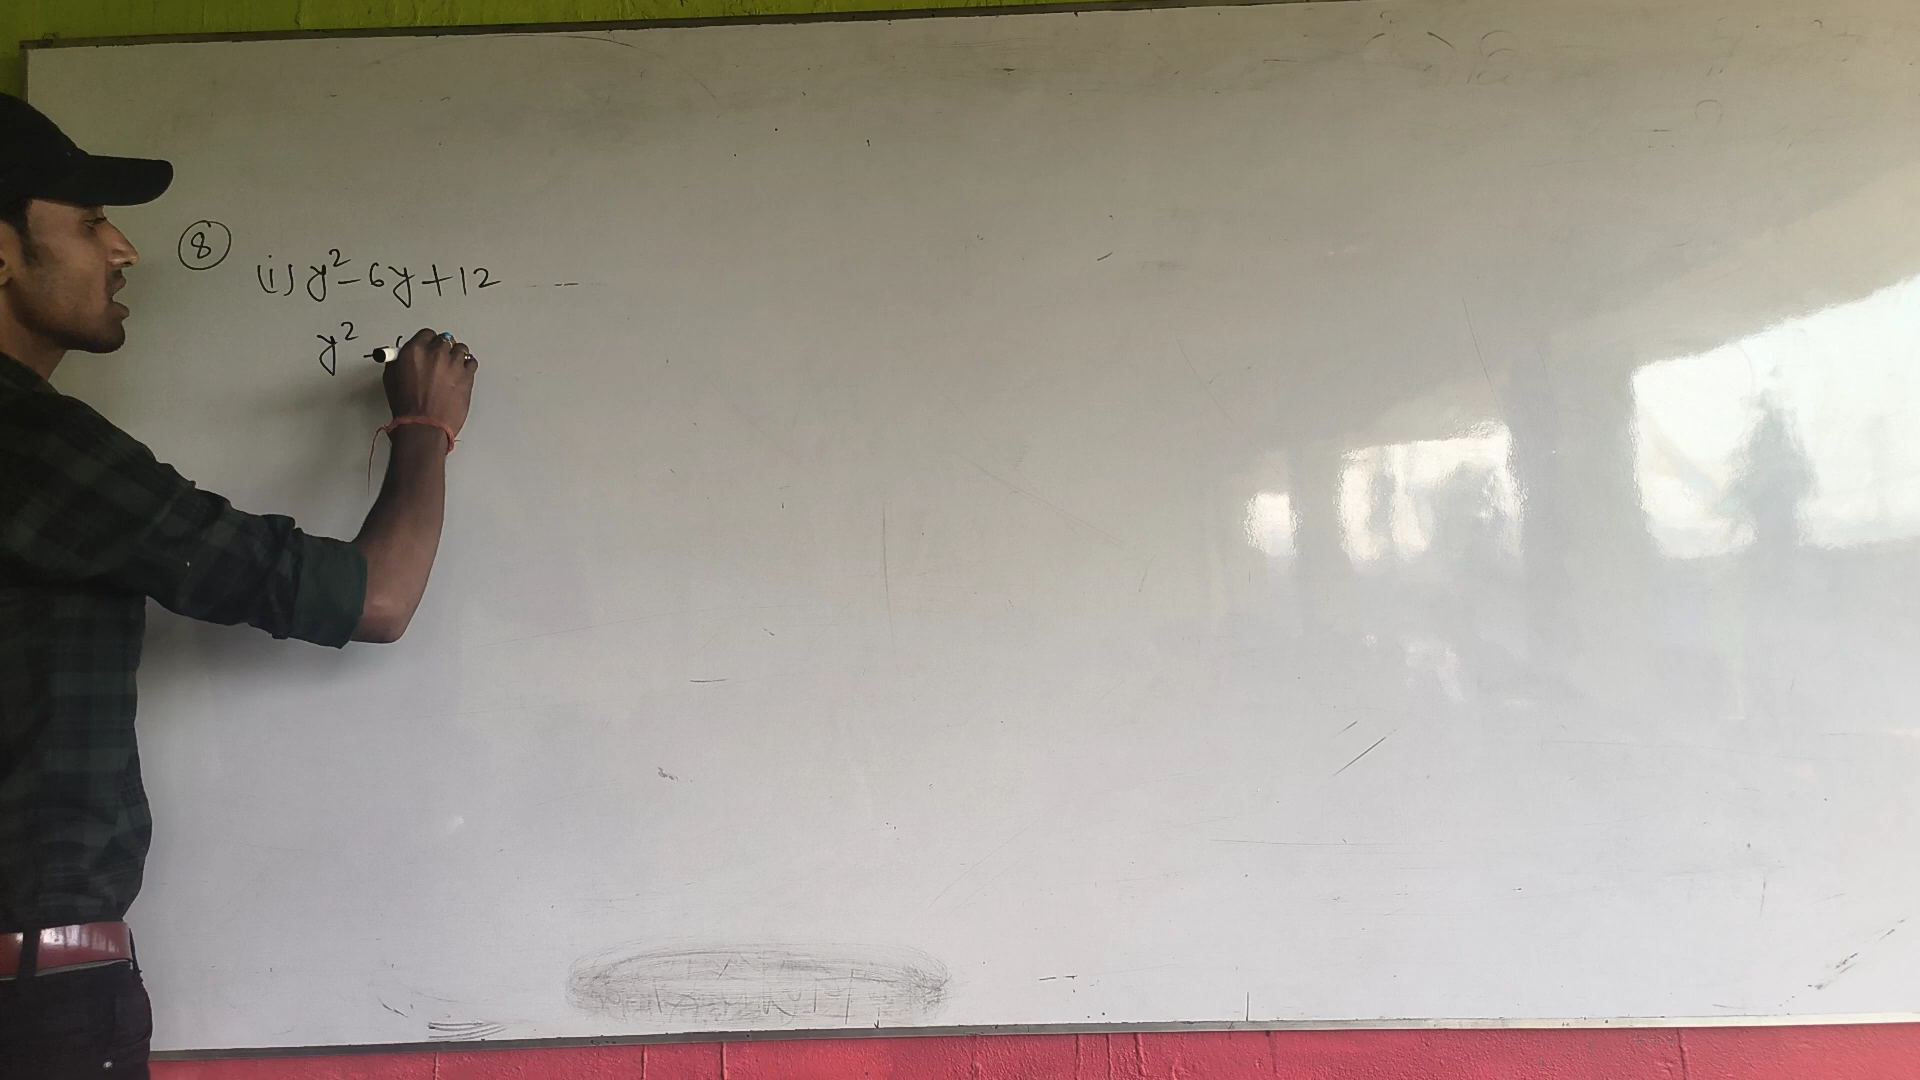 8
(i) y² - 6y + 12
y² -